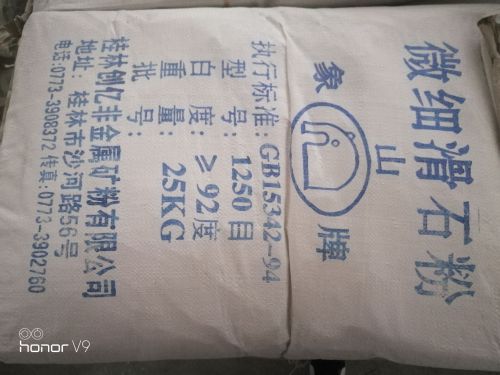 微细滑石粉
象山牌
执行标准: GB15342-94
型号: 1250目
白度: ≥92度
重量: 25KG
批号:
桂林创亿非金属矿粉有限公司
地址: 桂林市沙河路56号
电话: 0773-3908372 传真: 0773-3902760
honor V9